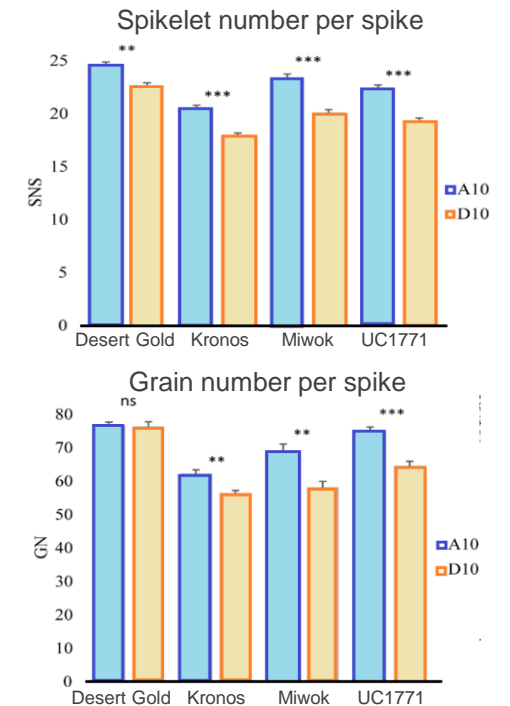 Spikelet number per spike
25
20
15
10
5
0
SNS
**
***
***
***
A10
D10
Desert Gold Kronos Miwok UC1771
Grain number per spike
80
70
60
50
40
30
20
10
0
GN
ns
**
**
***
A10
D10
Desert Gold Kronos Miwok UC1771